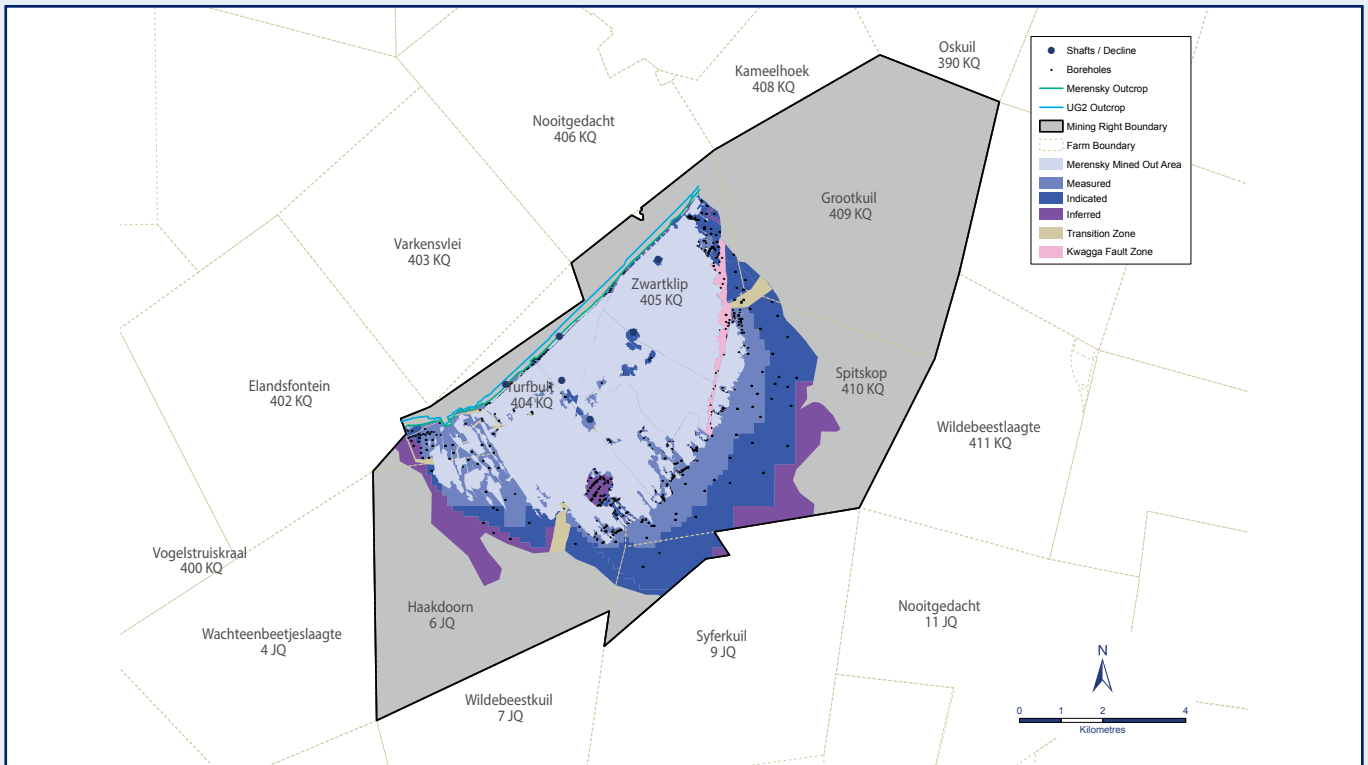 Oskuil
390 KQ
Kameelhoek
408 KQ
Nooitgedacht
406 KQ
Grootkuil
409 KQ
Varkensvlei
403 KQ
Zwartklip
405 KQ
Elandsfontein
402 KQ
Turfbult
404 KQ
Spitskop
410 KQ
Wildebeestlaagte
411 KQ
Vogelstruiskraal
400 KQ
Haakdoorn
6 JQ
Wachteenbeetjeslaagte
4 JQ
Nooitgedacht
11 JQ
Syferkuil
9 JQ
Wildebeestkuil
7 JQ
Shafts / Decline
Boreholes
Merensky Outcrop
UG2 Outcrop
Mining Right Boundary
Farm Boundary
Merensky Mined Out Area
Measured
Indicated
Inferred
Transition Zone
Kwagga Fault Zone
N
0 1 2 4
Kilometres